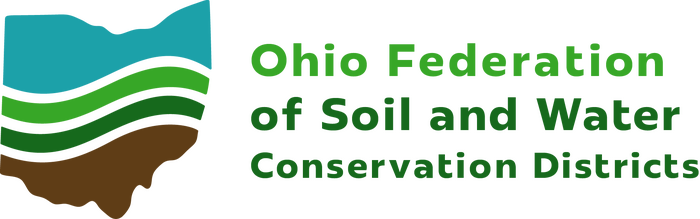 Ohio Federation
of Soil and Water
Conservation Districts